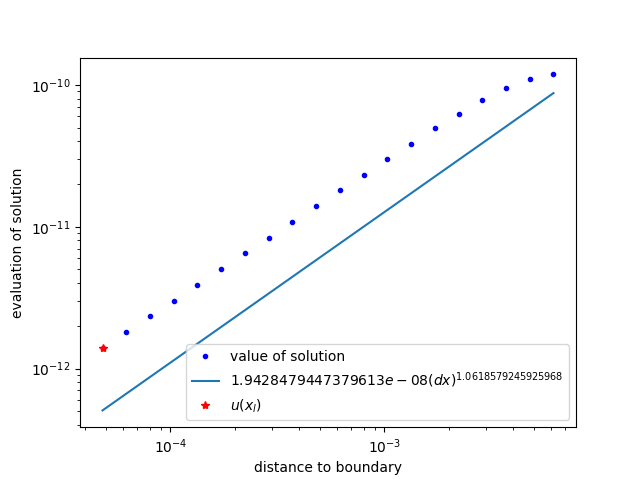 10^{-10}
10^{-11}
10^{-12}
evaluation of solution
value of solution
1.9428479447379613e − 08(dx)^{1.0618579245925968}
u(x_l)
10^{-4} 10^{-3}
distance to boundary